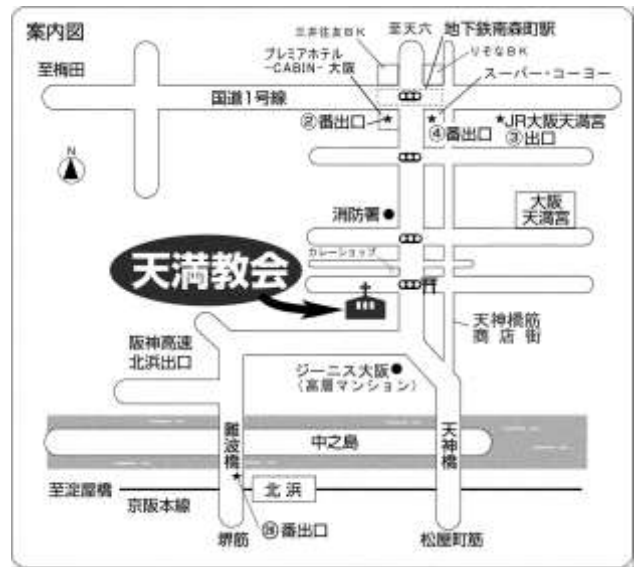 案内図
三井住友BK
至天六
地下鉄南森町駅
プレミアホテル
-CABIN-大阪
りそなBK
至梅田
スーパー・コーヨー
国道1号線
②番出口
④番出口
JR大阪天満宮
③出口
N
消防署
大阪
天満宮
カレーショップ
天満教会
天神橋筋
商店街
阪神高速
北浜出口
ジーニス大阪
(高層マンション)
難波橋
中之島
天神橋
至淀屋橋
京阪本線
北浜
番出口
堺筋
松屋町筋